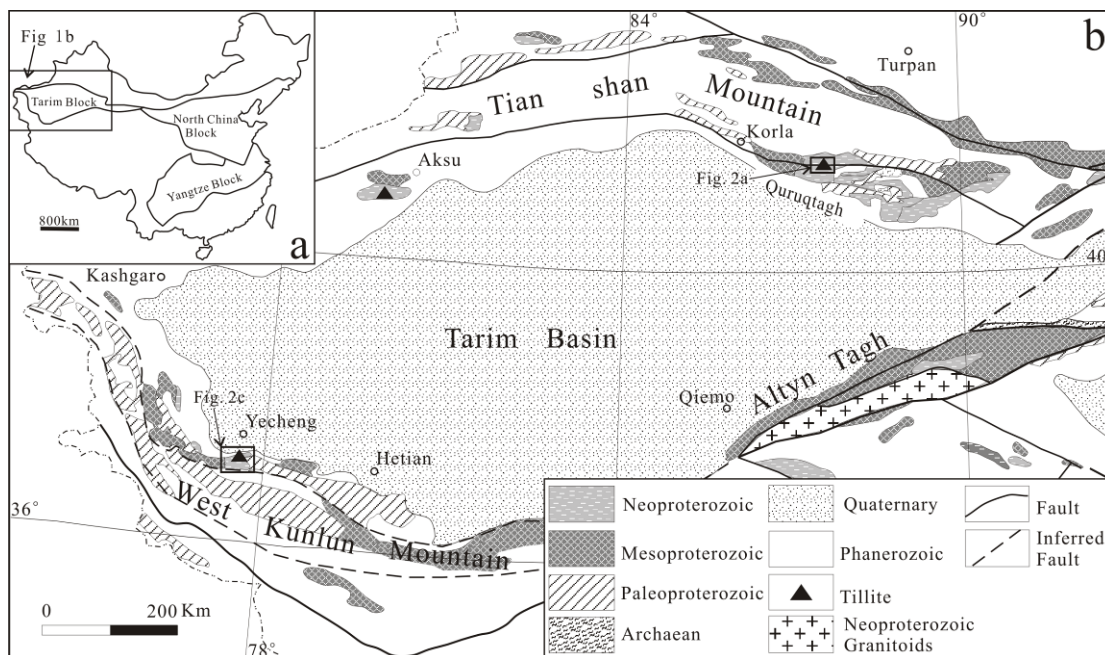 Fig 1b
Tarim Block
North China
Block
Yangtze Block
800km
a
84°
90°
b
Turpan
Tian shan Mountain
Korla
Aksu
Fig. 2a
Quruqtagh
40
Kashgaro
Tarim Basin
Altyn Tagh
Qiemo
Fig. 2c
Yecheng
Hetian
36°
West Kunlun Mountain
0 200 Km
78°
Neoproterozoic
Mesoproterozoic
Paleoproterozoic
Archaean
Quaternary
Phanerozoic
Tillite
Neoproterozoic
Granitoids
Fault
Inferred
Fault